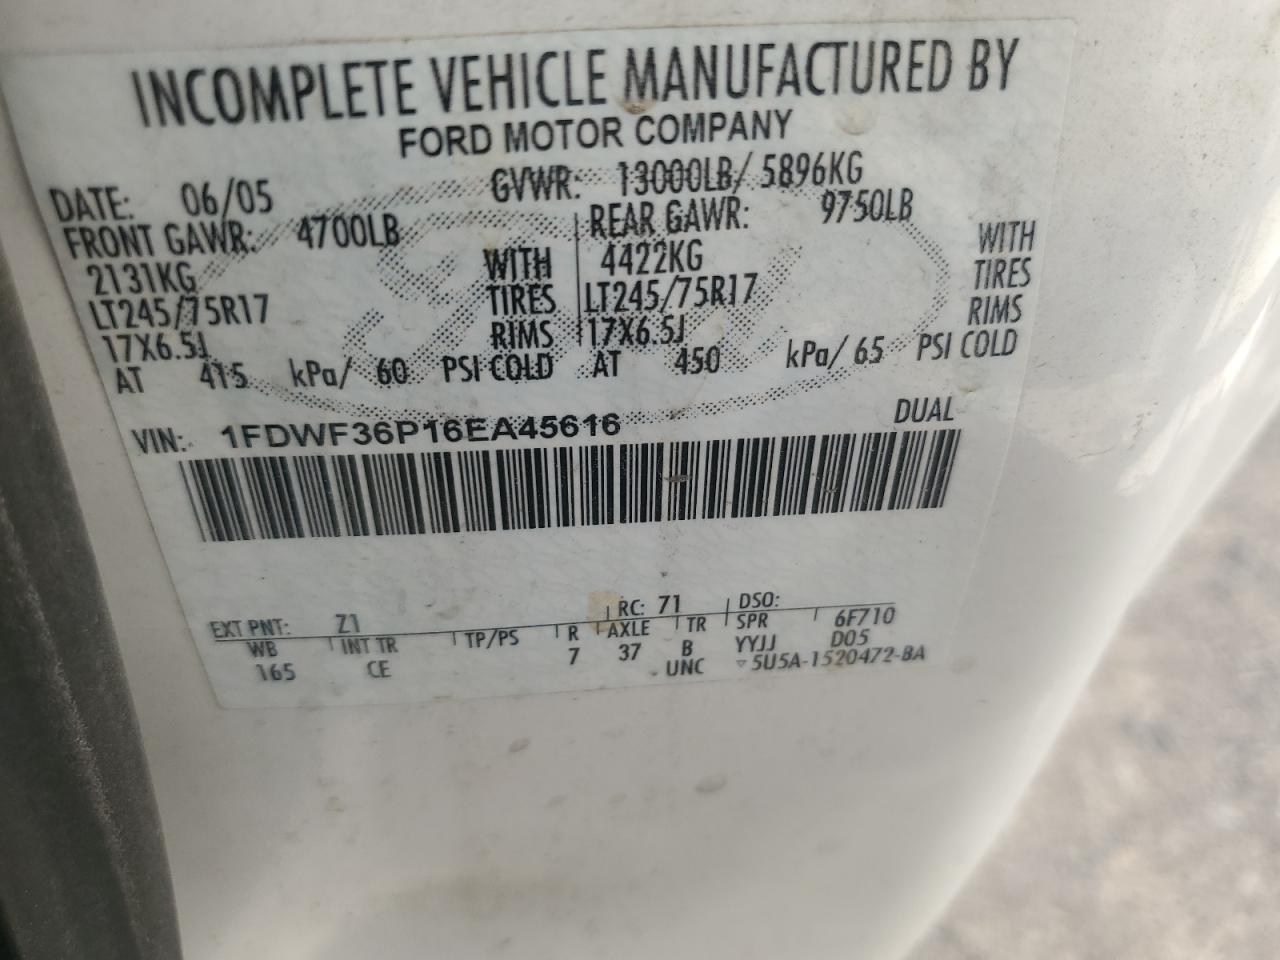 INCOMPLETE VEHICLE MANUFACTURED BY
FORD MOTOR COMPANY
DATE: 06/05 GVWR: 13000LB/ 5896KG
FRONT GAWR: 4700LB REAR GAWR: 9750LB
2131KG WITH 4422KG WITH
LT245/75R17 TIRES LT245/75R17 TIRES
17X6.5J RIMS 17X6.5J RIMS
AT 415 kPa/ 60 PSI COLD AT 450 kPa/ 65 PSI COLD
VIN: 1FDWF36P16EA45616 DUAL
EXT PNT: Z1 RC: 71 DSO:
WB INT TR TP/PS R AXLE TR SPR 6F710
165 CE 7 37 B YYJJ D05
UNC ▽5U5A-1520472-BA